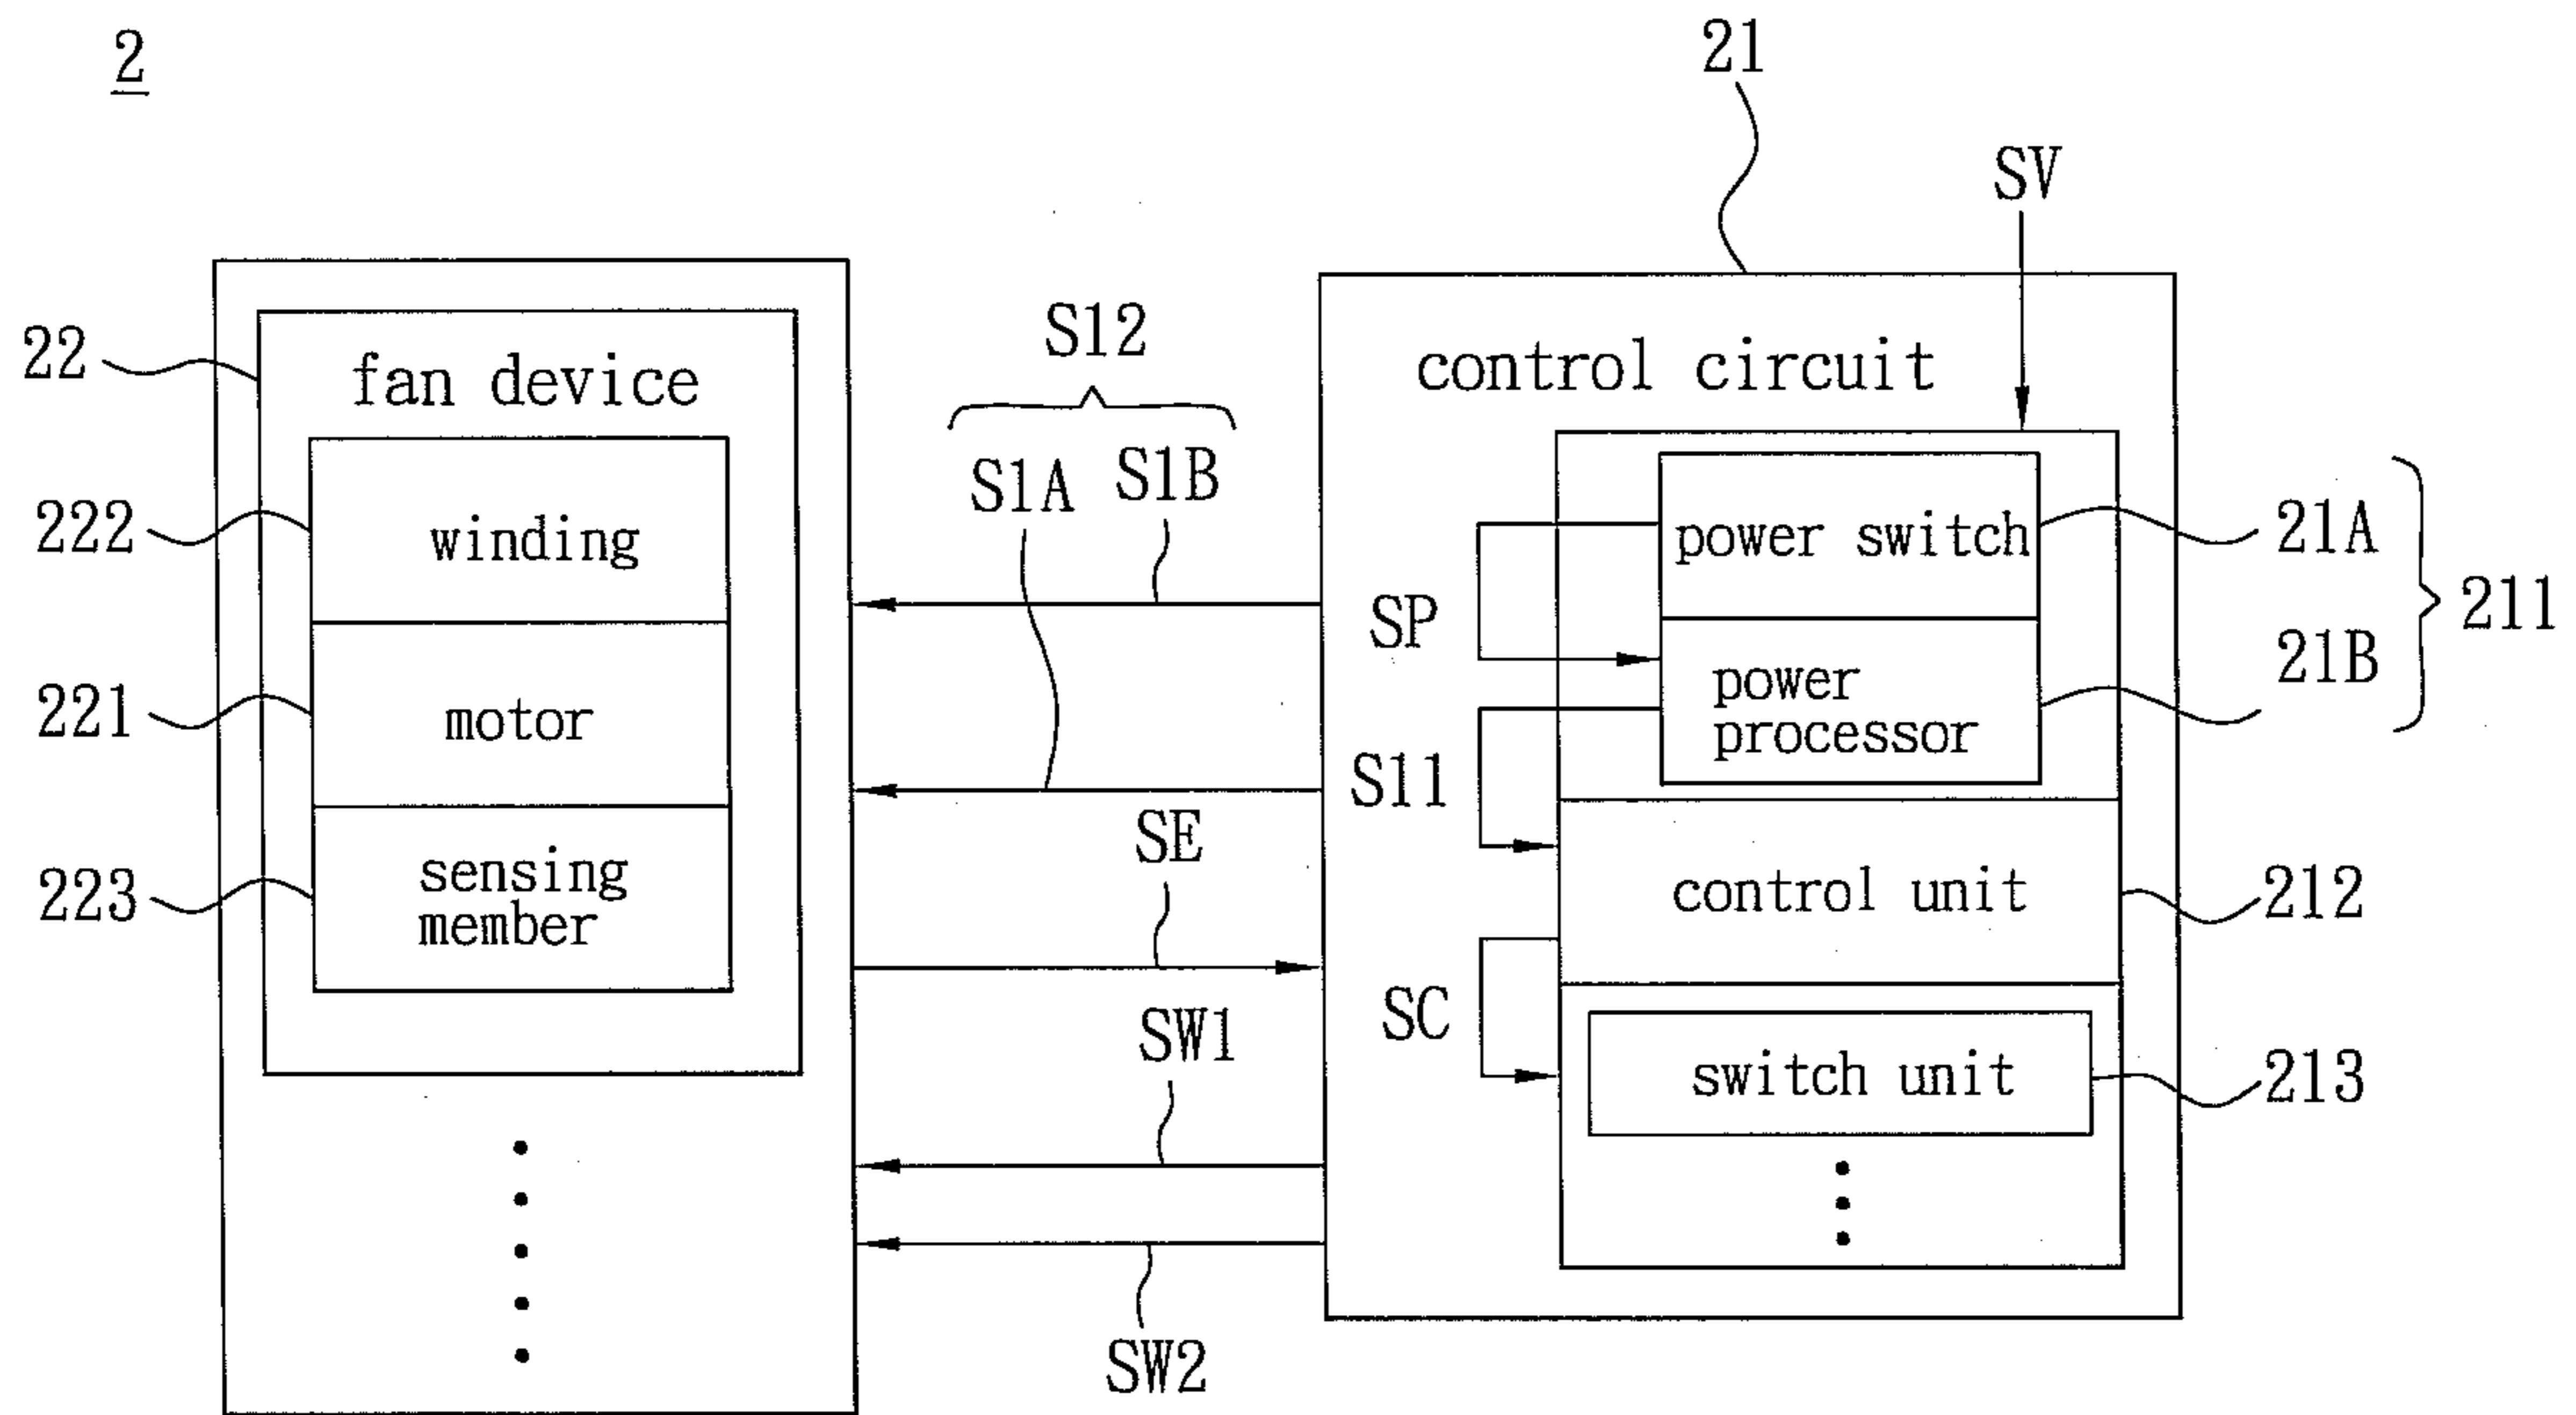 2
21
SV
S12
S1A
S1B
22
fan device
222
winding
221
motor
223
sensing
member
SE
SW1
SW2
control circuit
power switch
21A
SP
power
processor
21B
211
S11
control unit
212
SC
switch unit
213